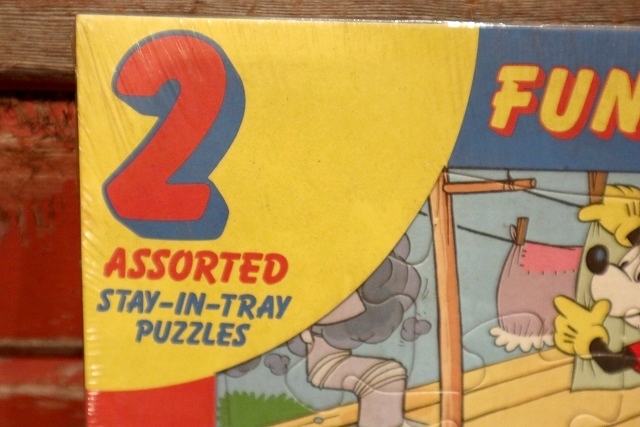 2
ASSORTED
STAY-IN-TRAY
PUZZLES
FUN